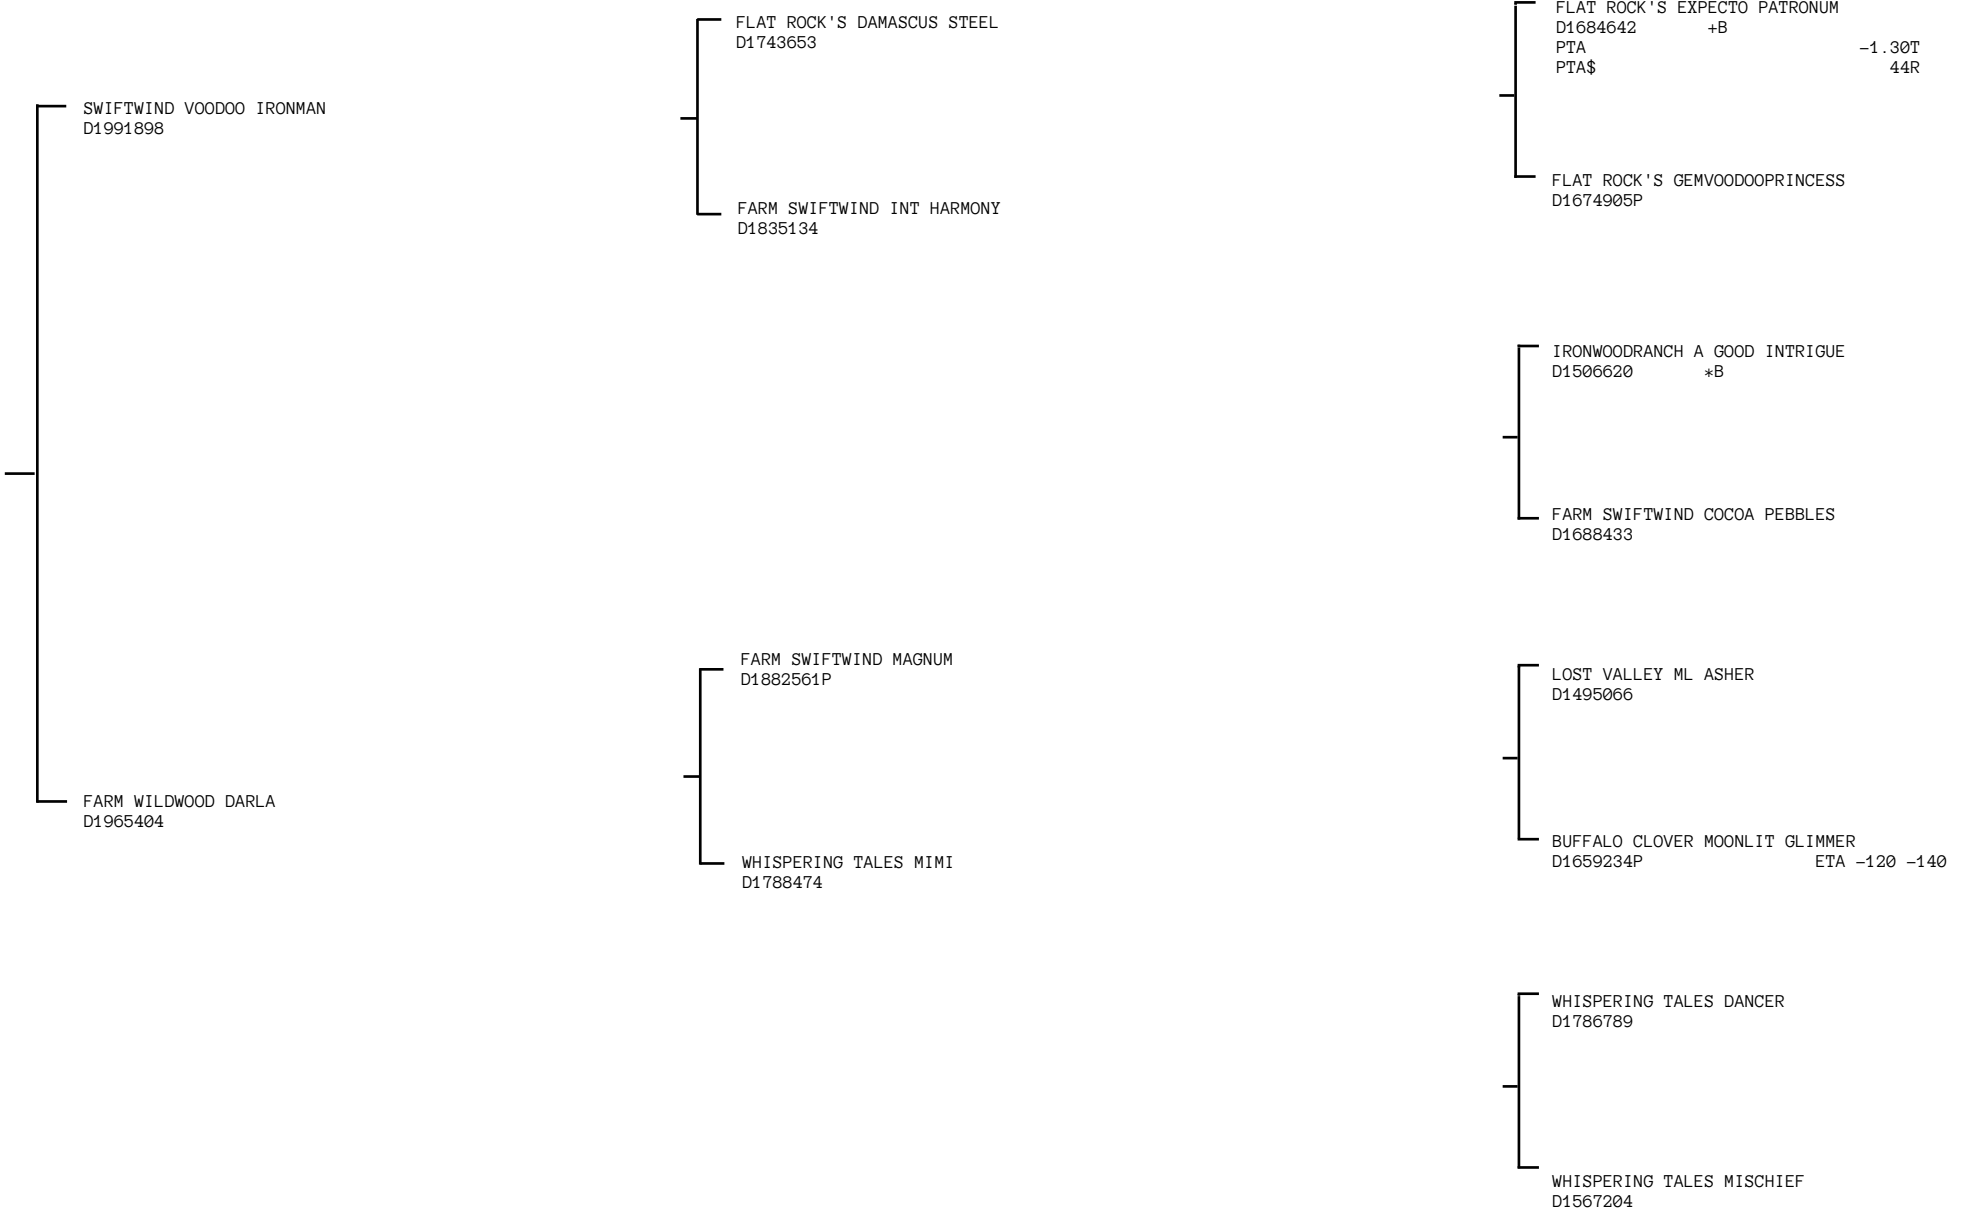 SWIFTWIND VOODOO IRONMAN
D1991898
FARM WILDWOOD DARLA
D1965404
FLAT ROCK'S DAMASCUS STEEL
D1743653
FARM SWIFTWIND INT HARMONY
D1835134
FARM SWIFTWIND MAGNUM
D1882561P
WHISPERING TALES MIMI
D1788474
FLAT ROCK'S EXPECTO PATRONUM
D1684642 +B
PTA -1.30T
PTA$ 44R
FLAT ROCK'S GEMVOODOOPRINCESS
D1674905P
IRONWOODRANCH A GOOD INTRIGUE
D1506620 *B
FARM SWIFTWIND COCOA PEBBLES
D1688433
LOST VALLEY ML ASHER
D1495066
BUFFALO CLOVER MOONLIT GLIMMER
D1659234P ETA -120 -140
WHISPERING TALES DANCER
D1786789
WHISPERING TALES MISCHIEF
D1567204